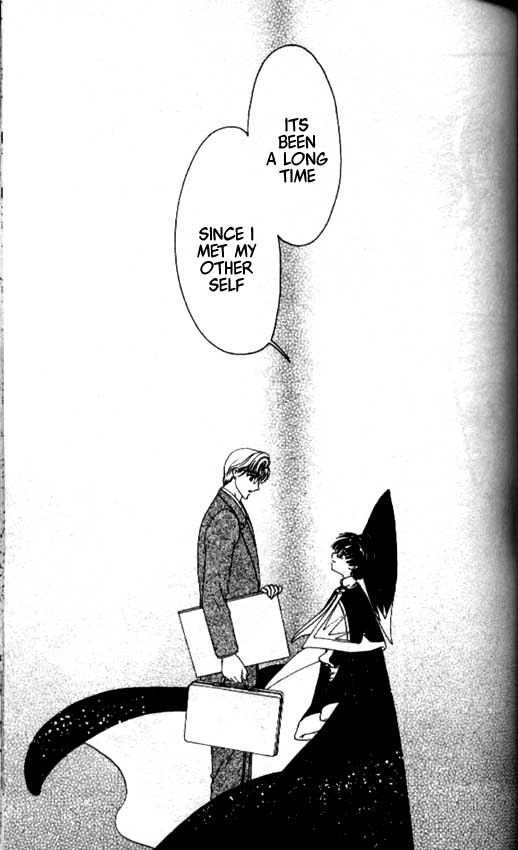 ITS
BEEN
A LONG
TIME
SINCE I
MET MY
OTHER
SELF